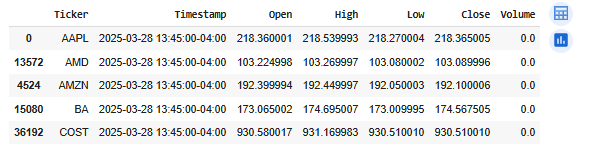 Ticker Timestamp Open High Low Close Volume
0 AAPL 2025-03-28 13:45:00-04:00 218.360001 218.539993 218.270004 218.365005 0.0
13572 AMD 2025-03-28 13:45:00-04:00 103.224998 103.269997 103.080002 103.089996 0.0
4524 AMZN 2025-03-28 13:45:00-04:00 192.399994 192.449997 192.050003 192.100006 0.0
15080 BA 2025-03-28 13:45:00-04:00 173.065002 174.695007 173.009995 174.567505 0.0
36192 COST 2025-03-28 13:45:00-04:00 930.580017 931.169983 930.510010 930.510010 0.0